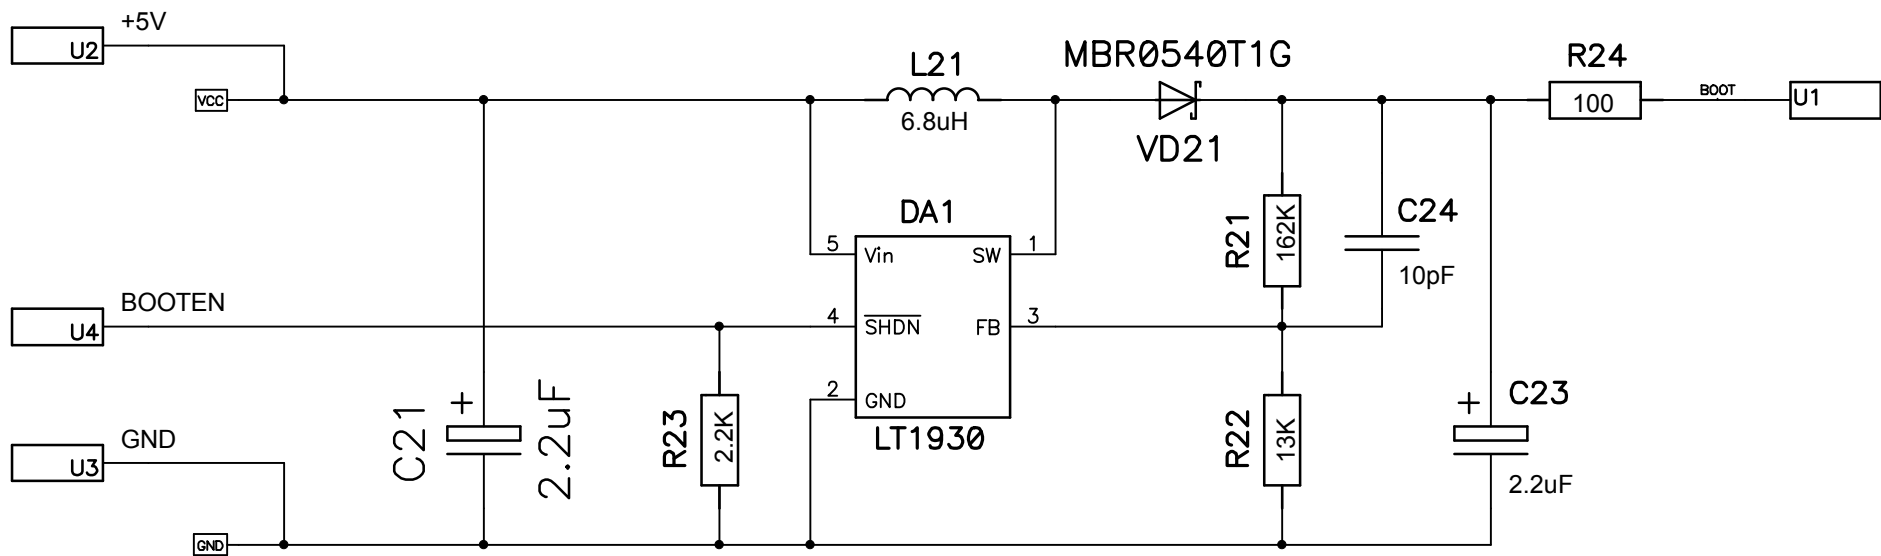 +5V
U2
VCC
L21
6.8uH
MBR0540T1G
VD21
R24
100
BOOT
U1
DA1
5
Vin
SW
1
R21
162K
C24
10pF
BOOTEN
U4
4
SHDN
FB
3
2
GND
LT1930
C21
+
2.2uF
R23
2.2K
R22
13K
+
C23
2.2uF
GND
U3
GND